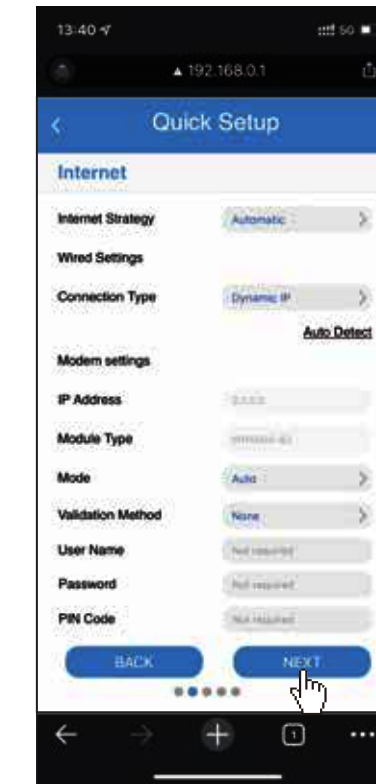 13:40
5G
192.168.0.1
Quick Setup
Internet
Internet Strategy Automatic
Wired Settings
Connection Type Dynamic IP
Auto Detect
Modem settings
IP Address
Module Type
Mode Auto
Validation Method None
User Name Not required
Password Not required
PIN Code Not required
BACK NEXT
1